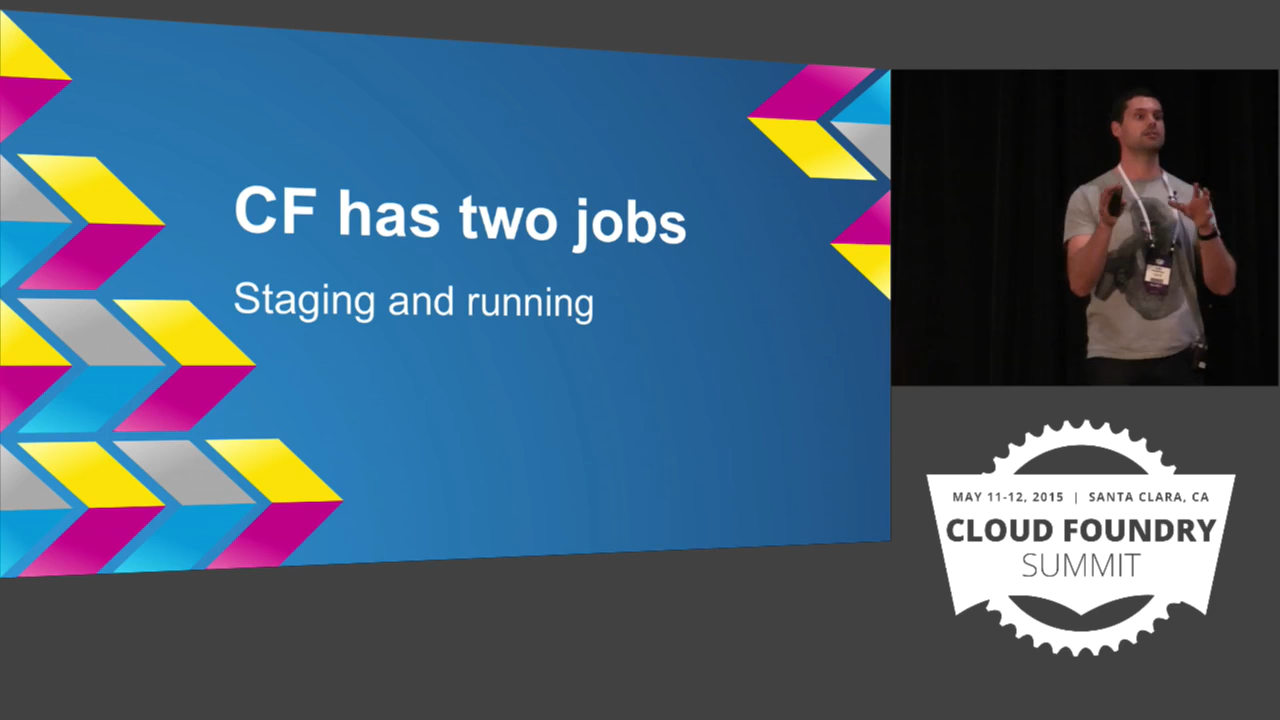 CF has two jobs
Staging and running
MAY 11-12, 2015 | SANTA CLARA, CA
CLOUD FOUNDRY
SUMMIT